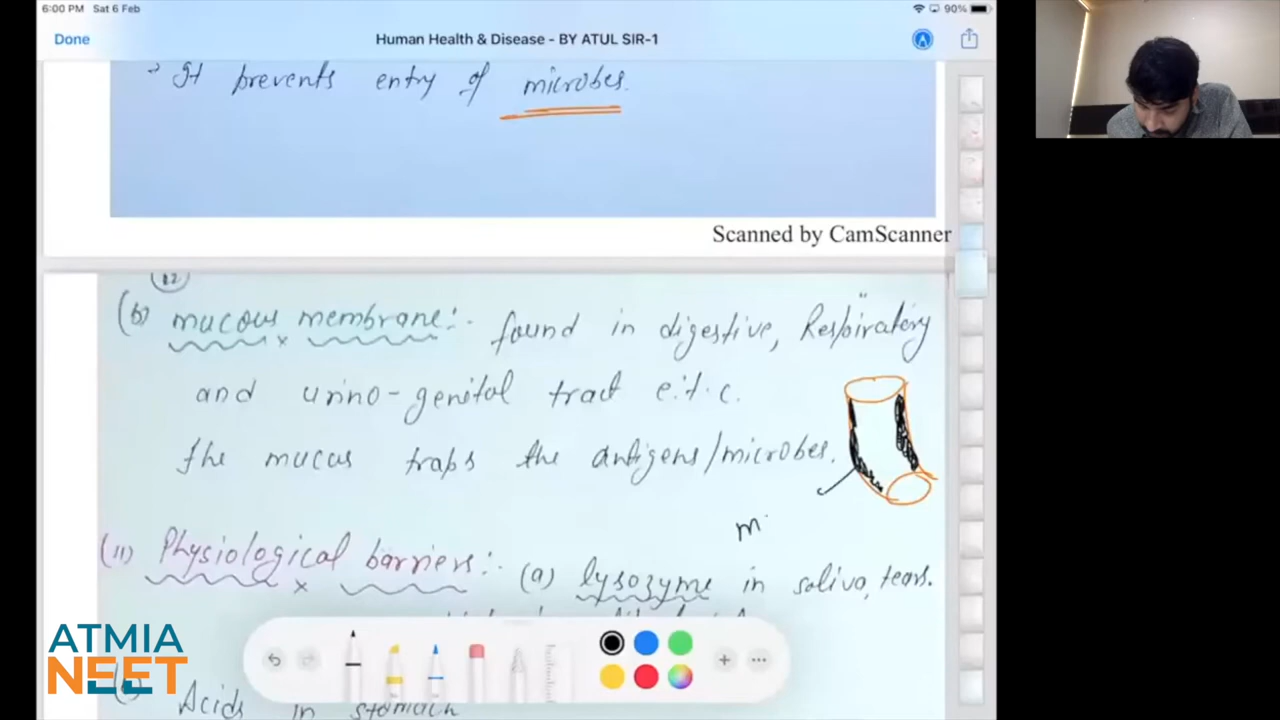 6:00 PM Sat 6 Feb
90%
Done
Human Health & Disease - BY ATUL SIR-1
→ It prevents entry of microbes.
Scanned by CamScanner
12
(b) mucous membrane:- found in digestive, Respiratory
and urino-genital tract e.t.c.
the mucus traps the antigens/microbes.
m
(ii) Physiological barriers:- (a) lysozyme in saliva, tears.
Acids in stomach
ATMIA
NEET